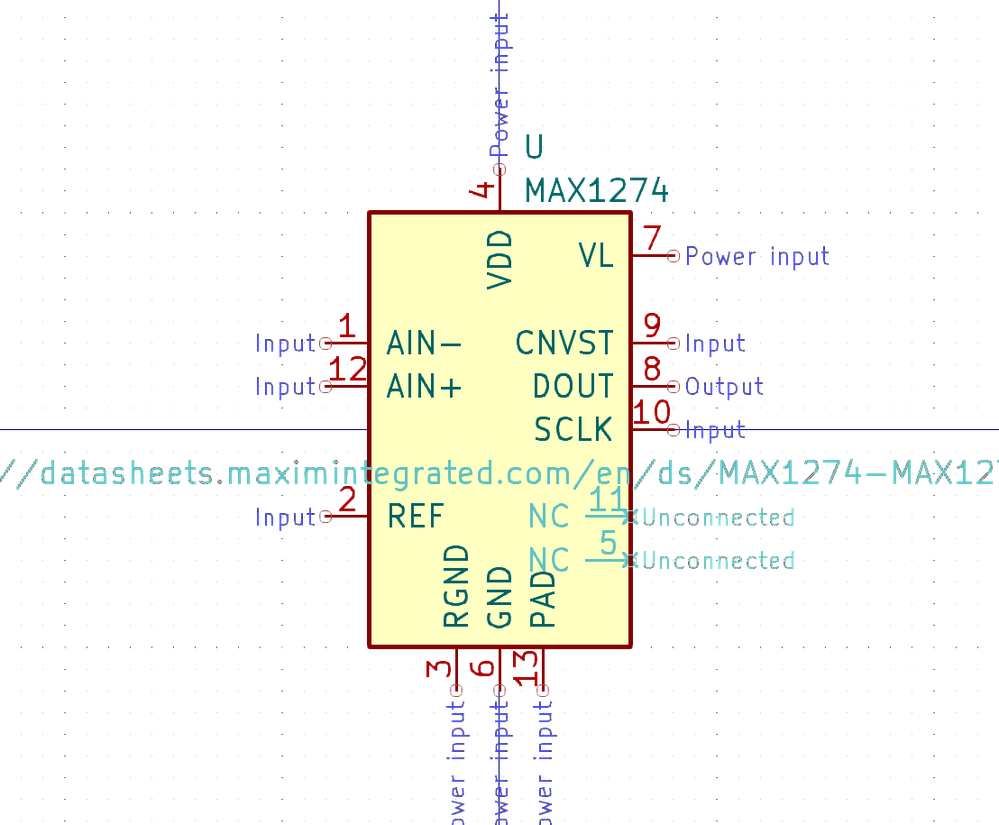 Power input
U
4
MAX1274
VDD
VL
7
Power input
Input
1
AIN-
CNVST
9
Input
Input
12
AIN+
DOUT
8
Output
SCLK
10
Input
//datasheets.maximintegrated.com/en/ds/MAX1274-MAX127
Input
2
REF
NC
11
Unconnected
NC
5
Unconnected
RGND
GND
PAD
3
6
13
ower input
ower input
ower input